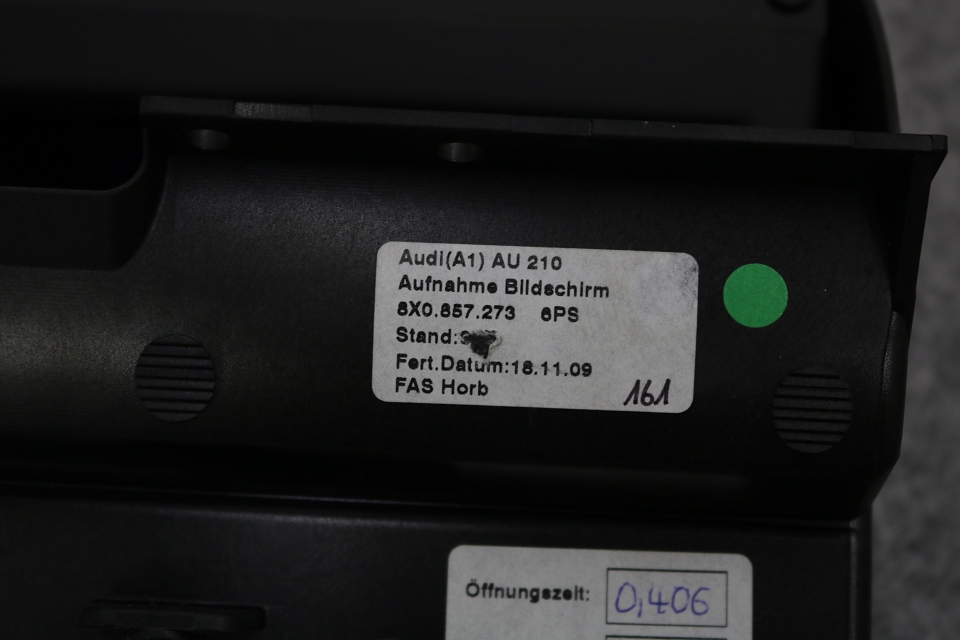 Audi(A1) AU 210
Aufnahme Bildschirm
8X0.857.273 6PS
Stand:
Fert.Datum:18.11.09
FAS Horb 161
Öffnungszeit: 0,406